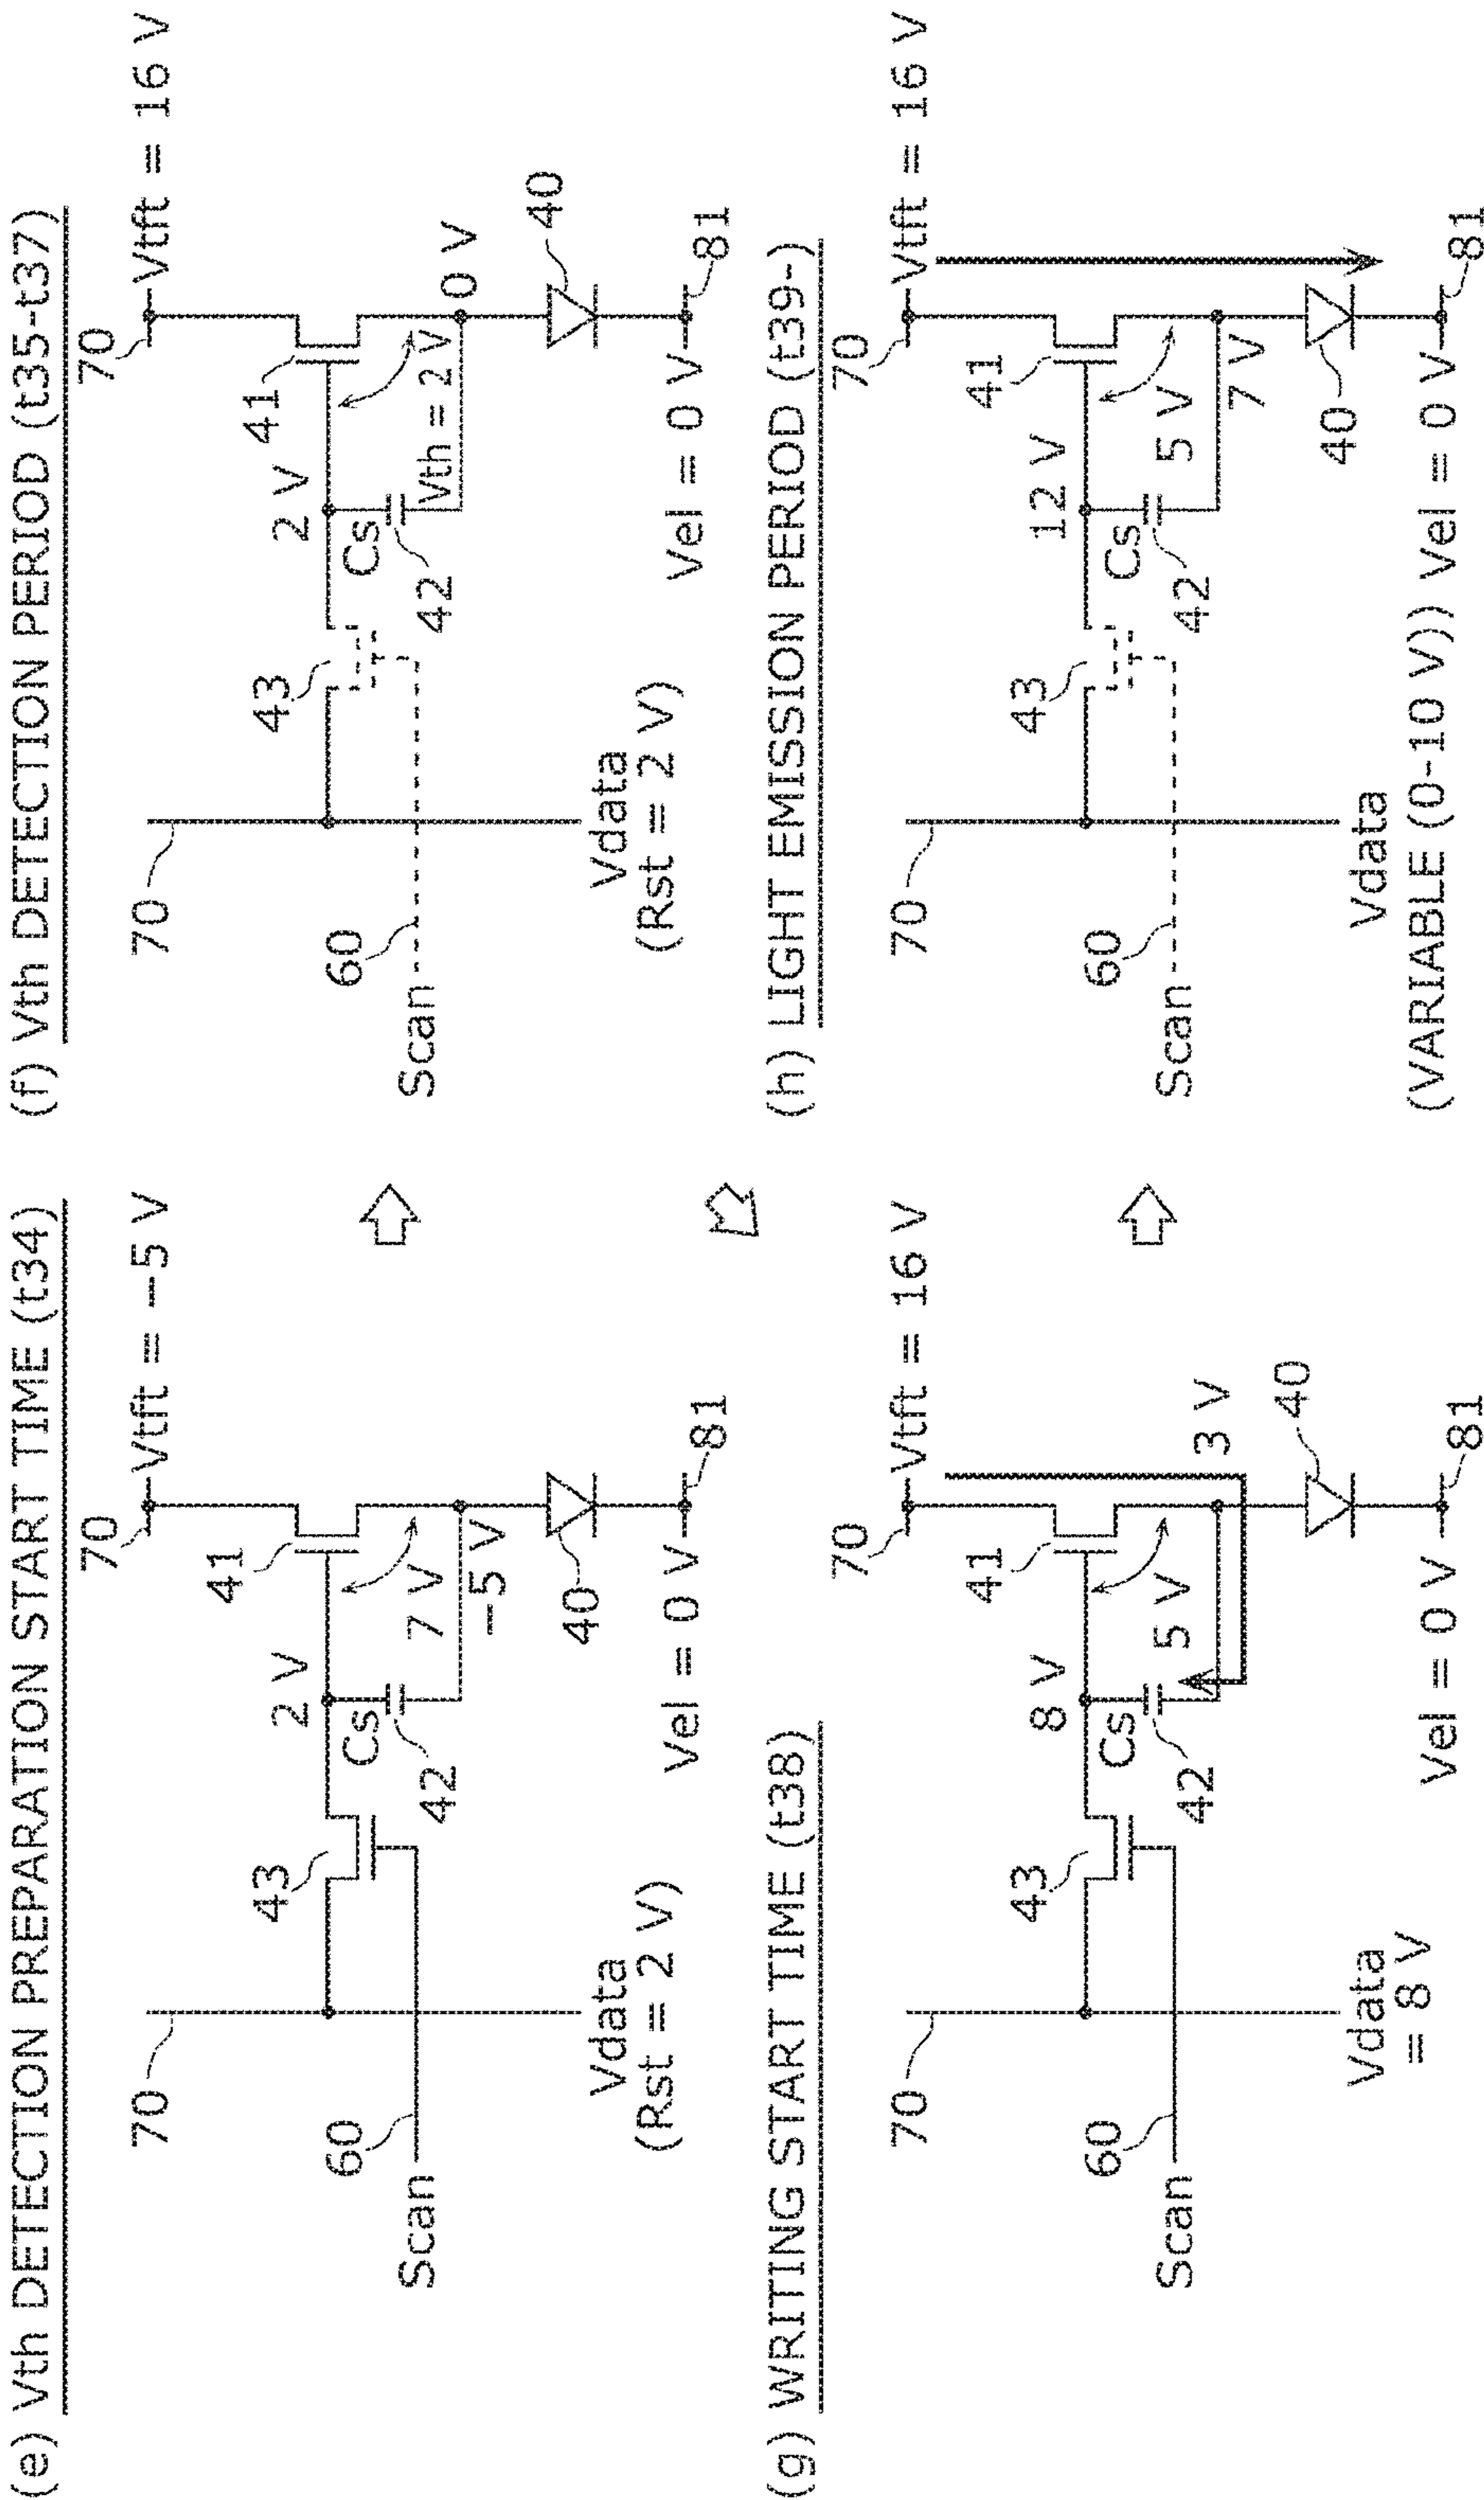 (e) Vth DETECTION PREPARATION START TIME (t34)
70
70
Vtft = –5 V
41
43
2 V
60
Cs
Scan
7 V
42
–5 V
40
Vdata
(Rst = 2 V)
Vel = 0 V
81
(f) Vth DETECTION PERIOD (t35-t37)
70
70
Vtft = 16 V
41
43
2 V
60
Cs
Scan
Vth = 2 V
42
0 V
40
Vdata
(Rst = 2 V)
Vel = 0 V
81
(g) WRITING START TIME (t38)
70
70
Vtft = 16 V
41
43
8 V
60
Cs
Scan
5 V
42
3 V
40
Vdata
= 8 V
Vel = 0 V
81
(h) LIGHT EMISSION PERIOD (t39-)
70
70
Vtft = 16 V
41
43
12 V
60
Cs
Scan
5 V
42
7 V
40
Vdata
(VARIABLE (0-10 V))
Vel = 0 V
81